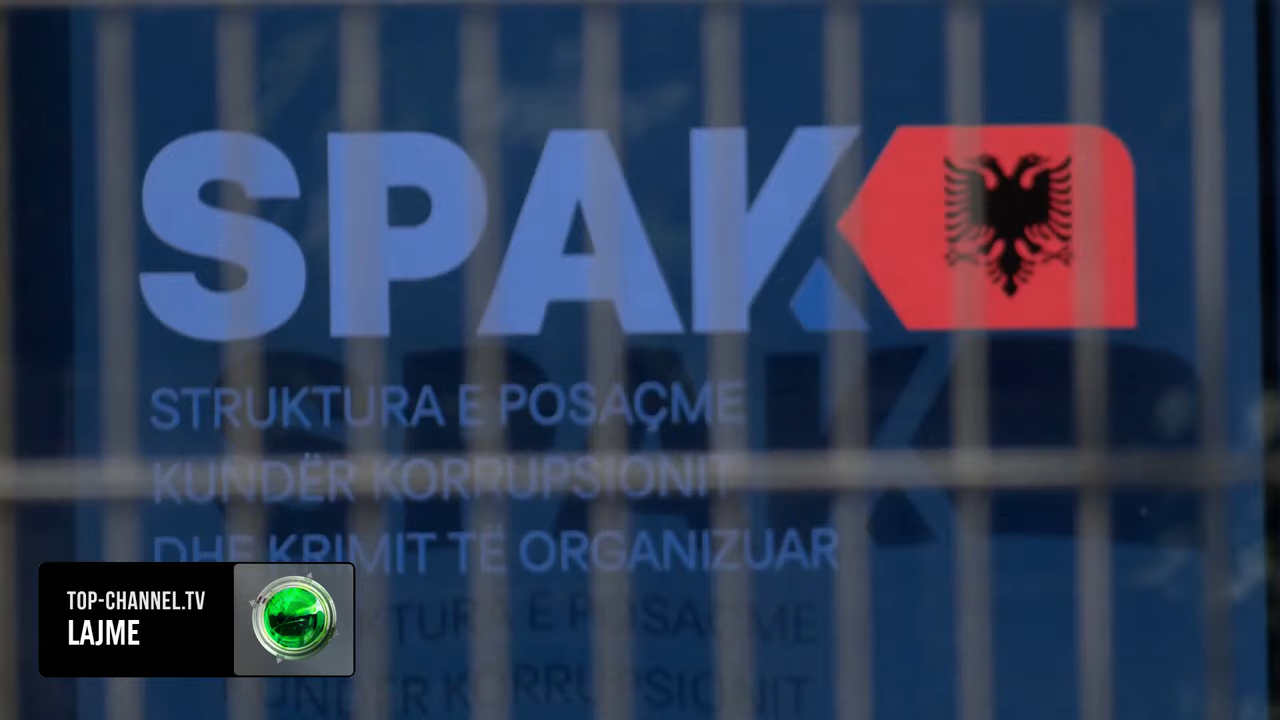 SPAK
STRUKTURA E POSAÇME
KUNDËR KORRUPSIONIT
DHE KRIMIT TË ORGANIZUAR
TOP-CHANNEL.TV
LAJME